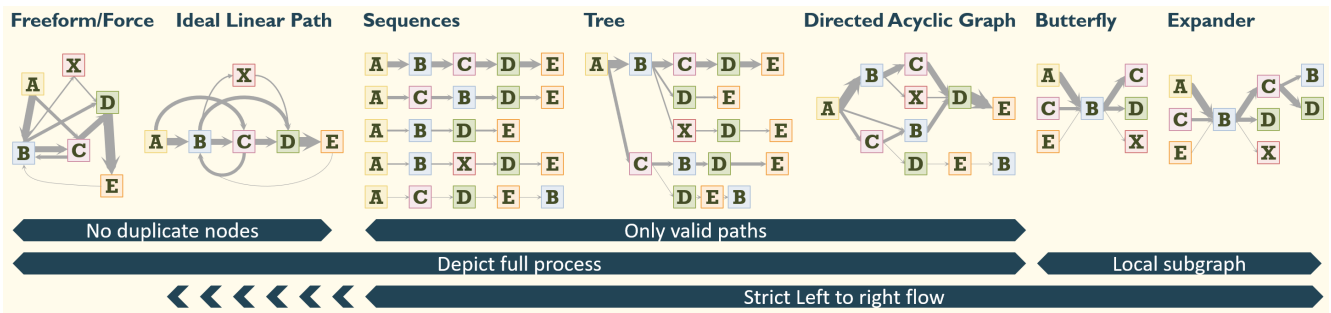 Freeform/Force
Ideal Linear Path
Sequences
Tree
Directed Acyclic Graph
Butterfly
Expander
A X D B C E
X A B C D E
A B C D E
A C B D E
A B D E
A B X D E
A C D E B
A B C D E
D E
X D E
C B D E
D E B
A B C X D E
C B
D E B
A C E B C D X
A C E B C D X B D
No duplicate nodes
Only valid paths
Depict full process
Local subgraph
Strict Left to right flow